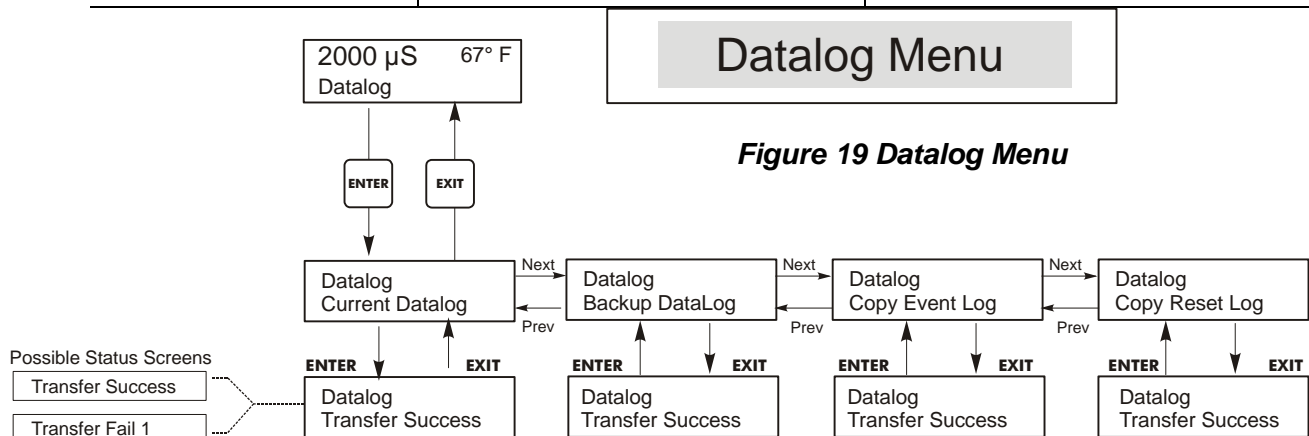 Datalog Menu
2000 µS 67° F
Datalog
Figure 19 Datalog Menu
ENTER EXIT
Datalog
Current Datalog
Next
Prev
Datalog
Backup DataLog
Next
Prev
Datalog
Copy Event Log
Next
Prev
Datalog
Copy Reset Log
Possible Status Screens
Transfer Success
Transfer Fail 1
ENTER EXIT
Datalog
Transfer Success
ENTER EXIT
Datalog
Transfer Success
ENTER EXIT
Datalog
Transfer Success
ENTER EXIT
Datalog
Transfer Success